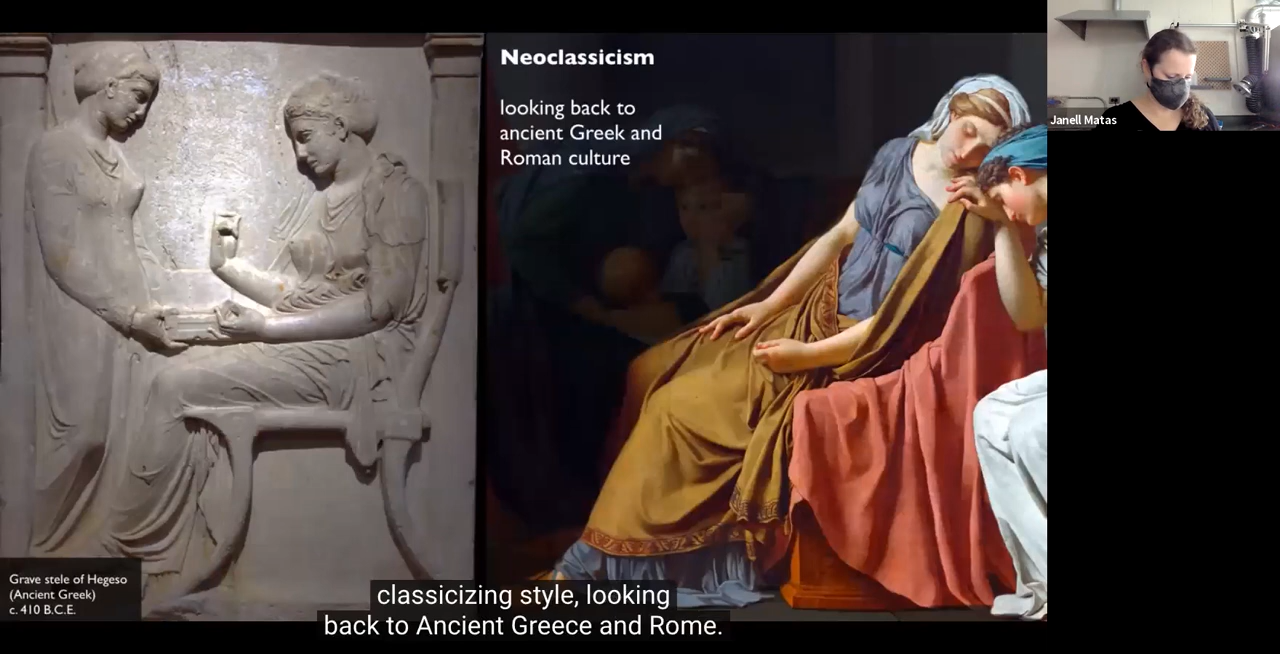 Neoclassicism
looking back to
ancient Greek and
Roman culture
Janell Matas
Grave stele of Hegeso
(Ancient Greek)
c. 410 B.C.E.
classicizing style, looking
back to Ancient Greece and Rome.